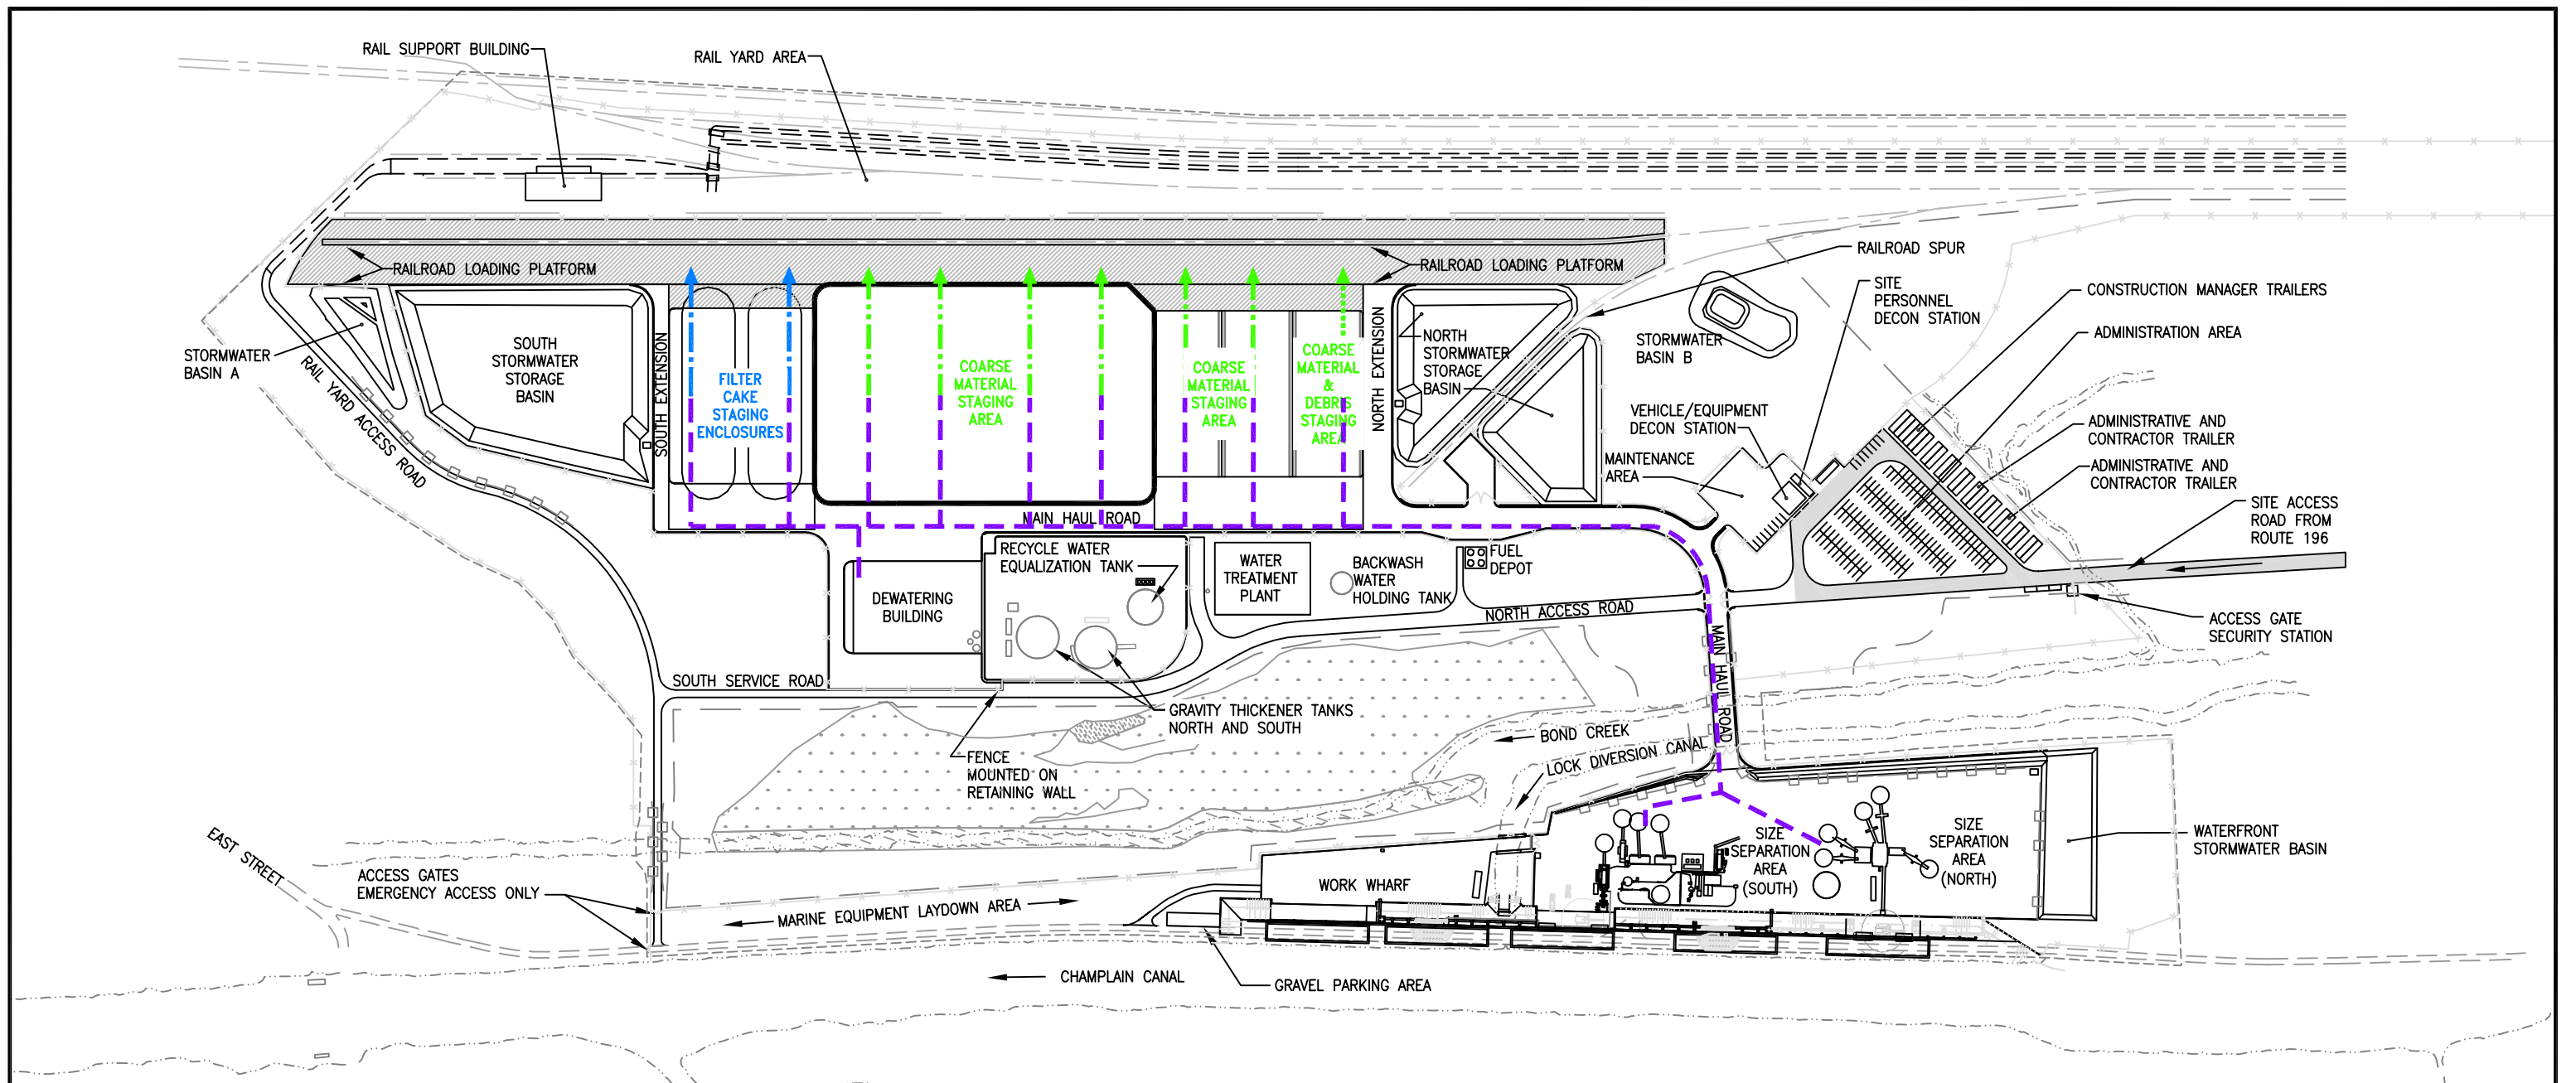 RAIL SUPPORT BUILDING
RAIL YARD AREA
RAILROAD LOADING PLATFORM
RAILROAD LOADING PLATFORM
RAILROAD SPUR
SITE
PERSONNEL
DECON STATION
CONSTRUCTION MANAGER TRAILERS
ADMINISTRATION AREA
STORMWATER
BASIN A
RAIL YARD ACCESS ROAD
SOUTH
STORMWATER
STORAGE
BASIN
SOUTH EXTENSION
FILTER
CAKE
STAGING
ENCLOSURES
COARSE
MATERIAL
STAGING
AREA
COARSE
MATERIAL
STAGING
AREA
COARSE
MATERIAL
&
DEBRIS
STAGING
AREA
NORTH EXTENSION
NORTH
STORMWATER
STORAGE
BASIN
STORMWATER
BASIN B
VEHICLE/EQUIPMENT
DECON STATION
MAINTENANCE
AREA
ADMINISTRATIVE AND
CONTRACTOR TRAILER
ADMINISTRATIVE AND
CONTRACTOR TRAILER
SITE ACCESS
ROAD FROM
ROUTE 196
MAIN HAUL ROAD
RECYCLE WATER
EQUALIZATION TANK
WATER
TREATMENT
PLANT
BACKWASH
WATER
HOLDING TANK
FUEL
DEPOT
DEWATERING
BUILDING
NORTH ACCESS ROAD
MAIN HAUL ROAD
ACCESS GATE
SECURITY STATION
SOUTH SERVICE ROAD
GRAVITY THICKENER TANKS
NORTH AND SOUTH
FENCE
MOUNTED ON
RETAINING WALL
BOND CREEK
LOCK DIVERSION CANAL
EAST STREET
ACCESS GATES
EMERGENCY ACCESS ONLY
MARINE EQUIPMENT LAYDOWN AREA
WORK WHARF
SIZE
SEPARATION
AREA
(SOUTH)
SIZE
SEPARATION
AREA
(NORTH)
WATERFRONT
STORMWATER BASIN
CHAMPLAIN CANAL
GRAVEL PARKING AREA